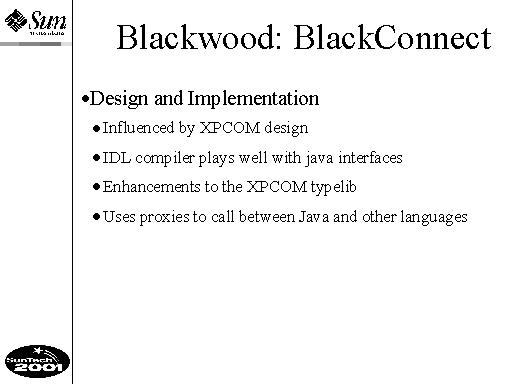 Sun
Blackwood: BlackConnect
•Design and Implementation
•Influenced by XPCOM design
•IDL compiler plays well with java interfaces
•Enhancements to the XPCOM typelib
•Uses proxies to call between Java and other languages
SunTech
2001